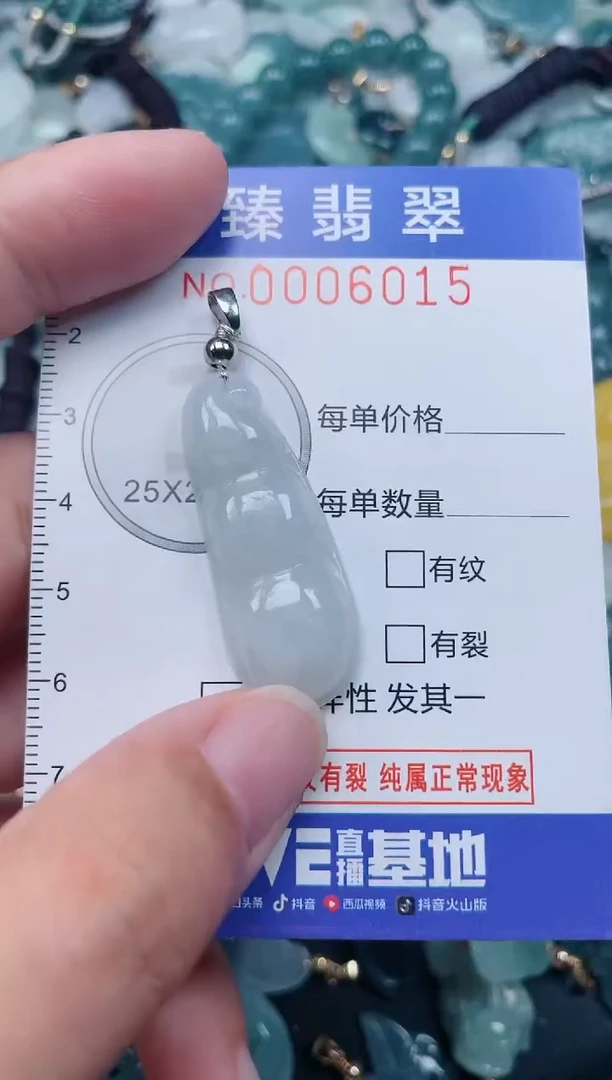 臻翡翠
NO.0006015
2
3
每单价格
25X2
4
每单数量
5
有纹
有裂
6
性 发其一
7
有裂 纯属正常现象
直播基地
头条 抖音 西瓜视频 抖音火山版